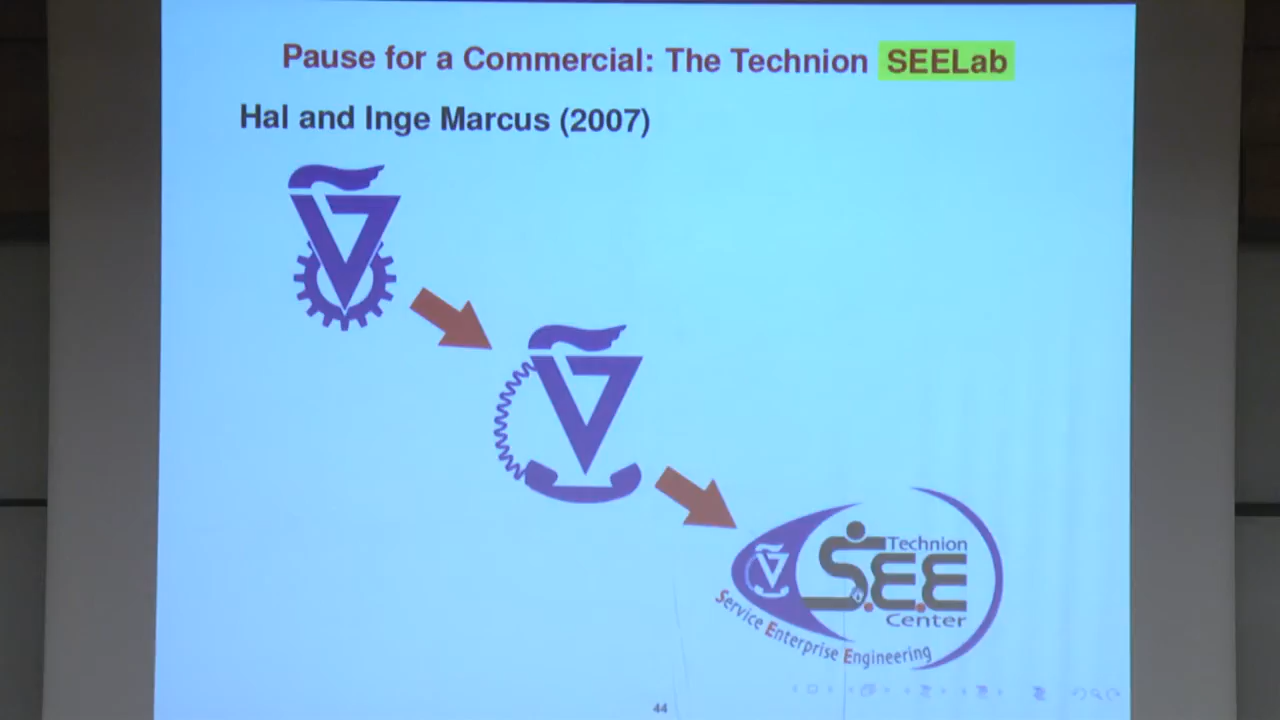 Pause for a Commercial: The Technion SEELab
Hal and Inge Marcus (2007)
Technion
S.E.E
Center
Service Enterprise Engineering
44